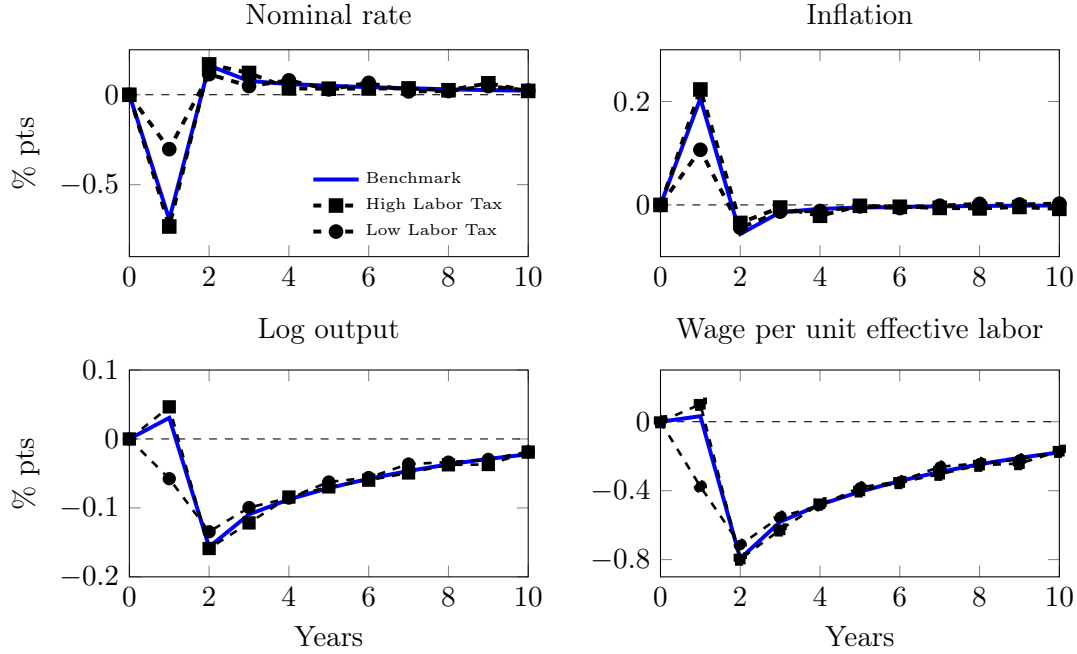 Nominal rate
Inflation
% pts
0
−0.5
Benchmark
High Labor Tax
Low Labor Tax
0 2 4 6 8 10
0.2
0
0 2 4 6 8 10
Log output
Wage per unit effective labor
% pts
0.1
0
−0.1
−0.2
0 2 4 6 8 10
Years
0
−0.4
−0.8
0 2 4 6 8 10
Years